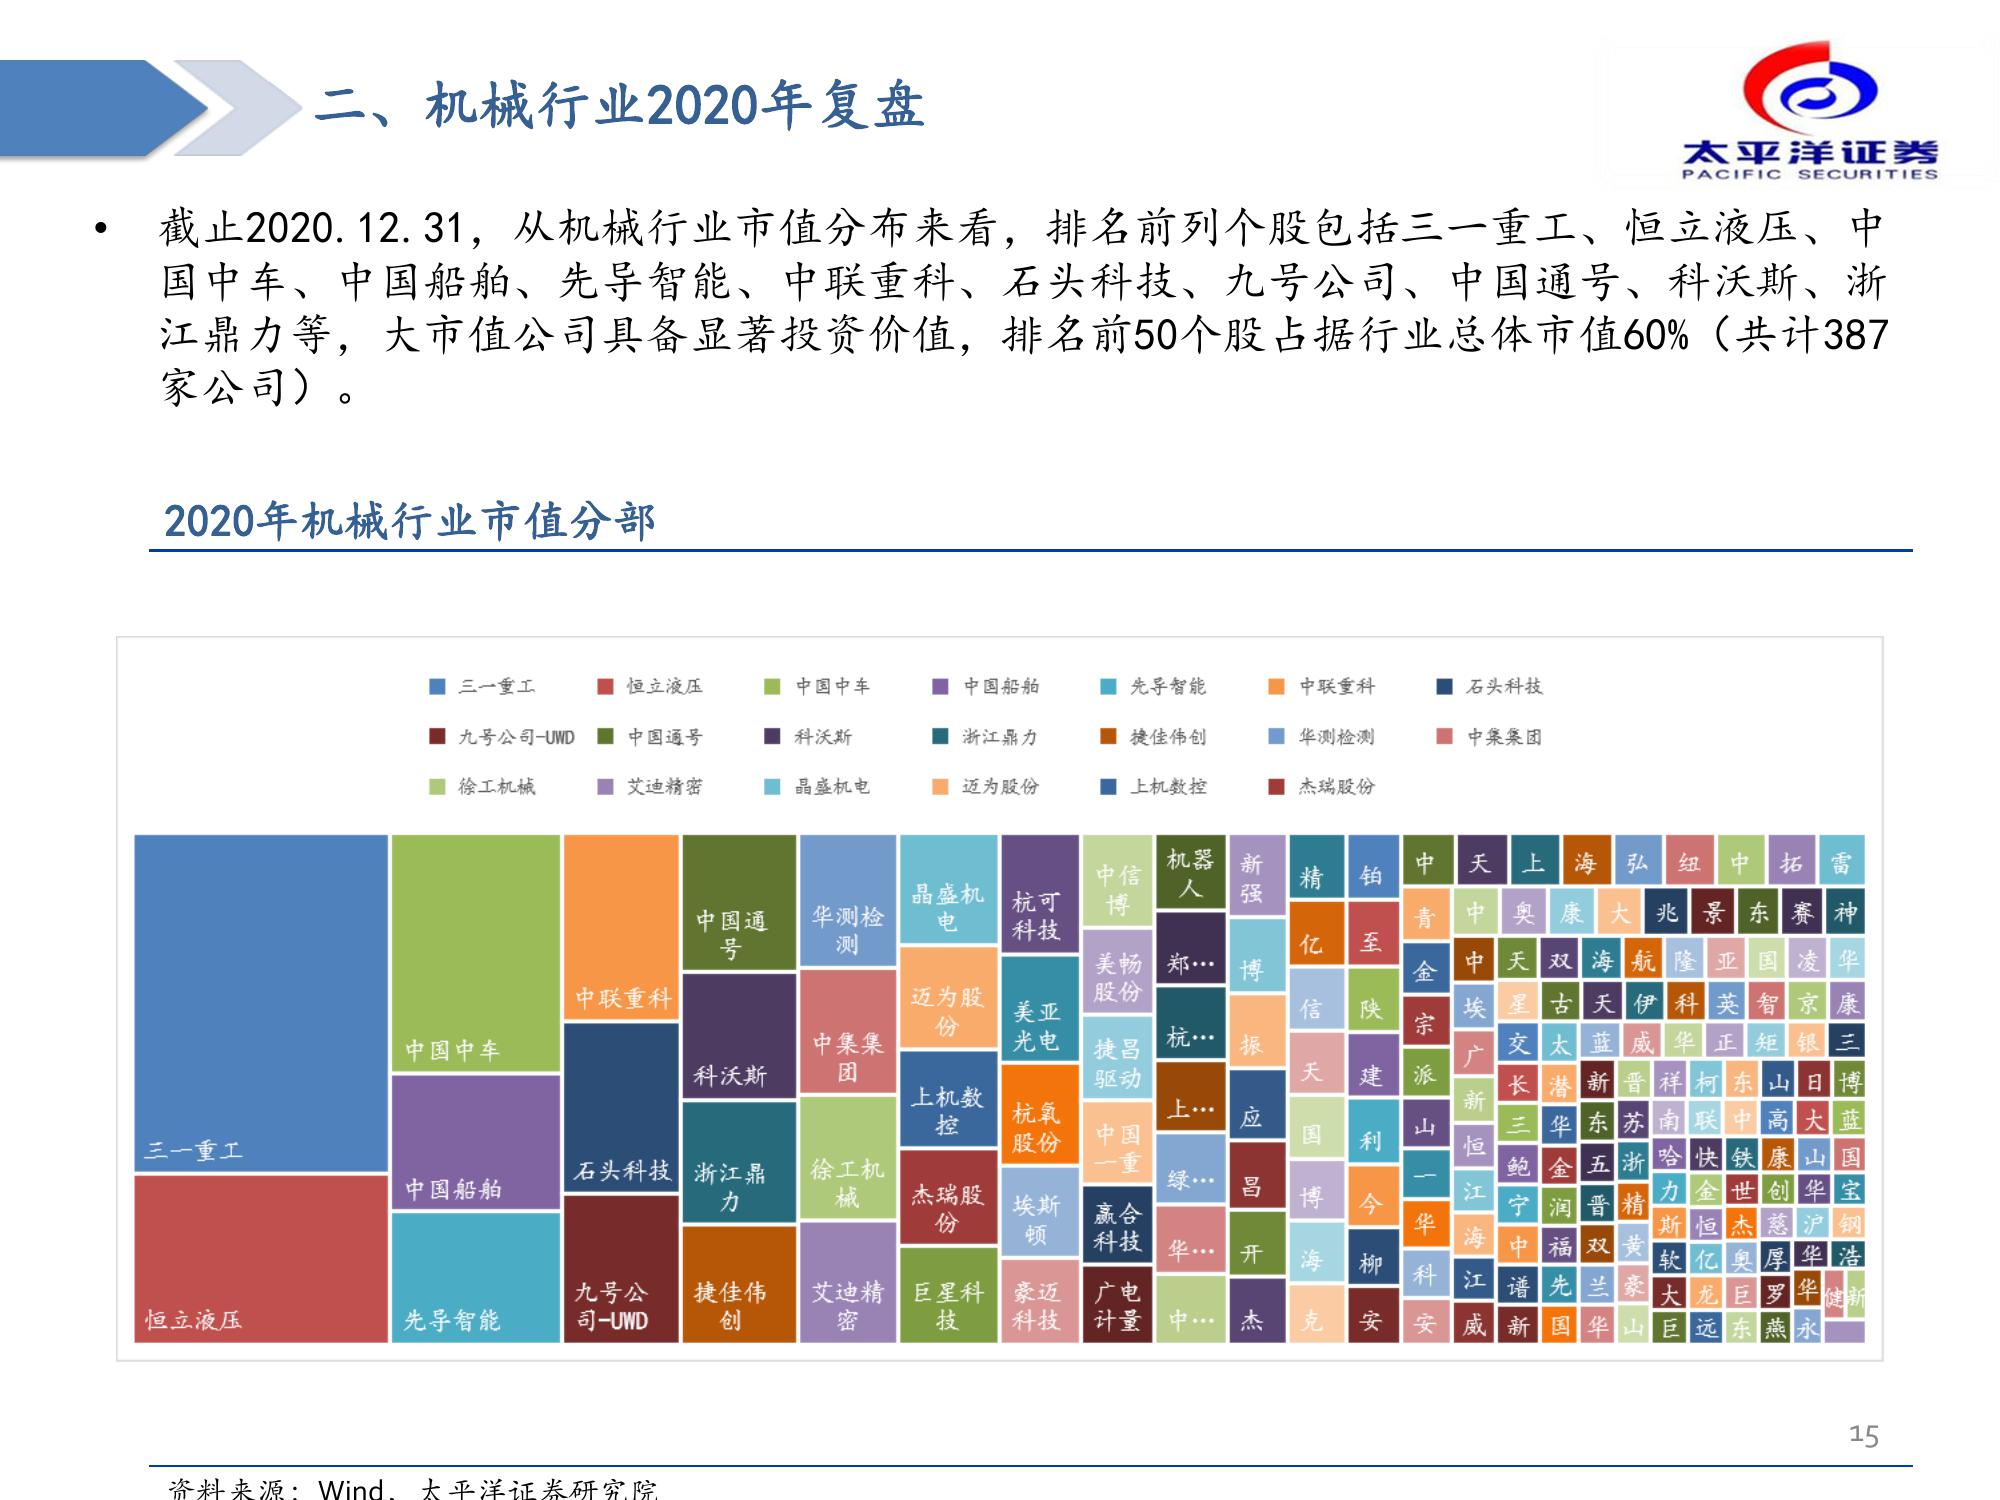 二、机械行业2020年复盘
太平洋证券
PACIFIC SECURITIES
• 截止2020.12.31，从机械行业市值分布来看，排名前列个股包括三一重工、恒立液压、中
国中车、中国船舶、先导智能、中联重科、石头科技、九号公司、中国通号、科沃斯、浙
江鼎力等，大市值公司具备显著投资价值，排名前50个股占据行业总体市值60%（共计387
家公司）。
2020年机械行业市值分部
三一重工 恒立液压 中国中车 中国船舶 先导智能 中联重科 石头科技
九号公司-UWD 中国通号 科沃斯 浙江鼎力 捷佳伟创 华测检测 中集集团
徐工机械 艾迪精密 晶盛机电 迈为股份 上机数控 杰瑞股份
三一重工
恒立液压
中国中车
中国船舶
先导智能
中联重科
石头科技
九号公
司-UWD
中国通
号
科沃斯
浙江鼎
力
捷佳伟
创
华测检
测
中集集
团
徐工机
械
艾迪精
密
晶盛机
电
迈为股
份
上机数
控
杰瑞股
份
巨星科
技
杭可
科技
美亚
光电
杭氧
股份
埃斯
顿
豪迈
科技
中信
博
美畅
股份
捷昌
驱动
中国
一重
赢合
科技
广电
计量
机器
人
郑…
杭…
上…
绿…
华…
中…
新
强
博
振
应
昌
开
杰
精
亿
信
天
国
博
海
克
铂
至
陕
建
利
今
柳
安
中
青
金
宗
派
山
一
华
科
安
天 上 海 弘 纽 中 拓 雷
中 奥 康 大 兆 景 东 赛 神
中 天 双 海 航 隆 亚 国 凌 华
埃 星 古 天 伊 科 英 智 京 康
广 交 太 蓝 威 华 正 矩 银 三
新 长 潜 新 晋 祥 柯 东 山 日 博
恒 三 华 东 苏 南 联 中 高 大 蓝
江 鲍 金 五 浙 哈 快 铁 康 山 国
海 宁 润 晋 精 力 金 世 创 华 宝
江 中 福 双 黄 斯 恒 杰 慈 沪 钢
威 谱 先 兰 豪 软 亿 奥 厚 华 浩
新 国 华 山 大 龙 巨 罗 华 健 新
巨 远 东 燕 永
15
资料来源：Wind，太平洋证券研究院